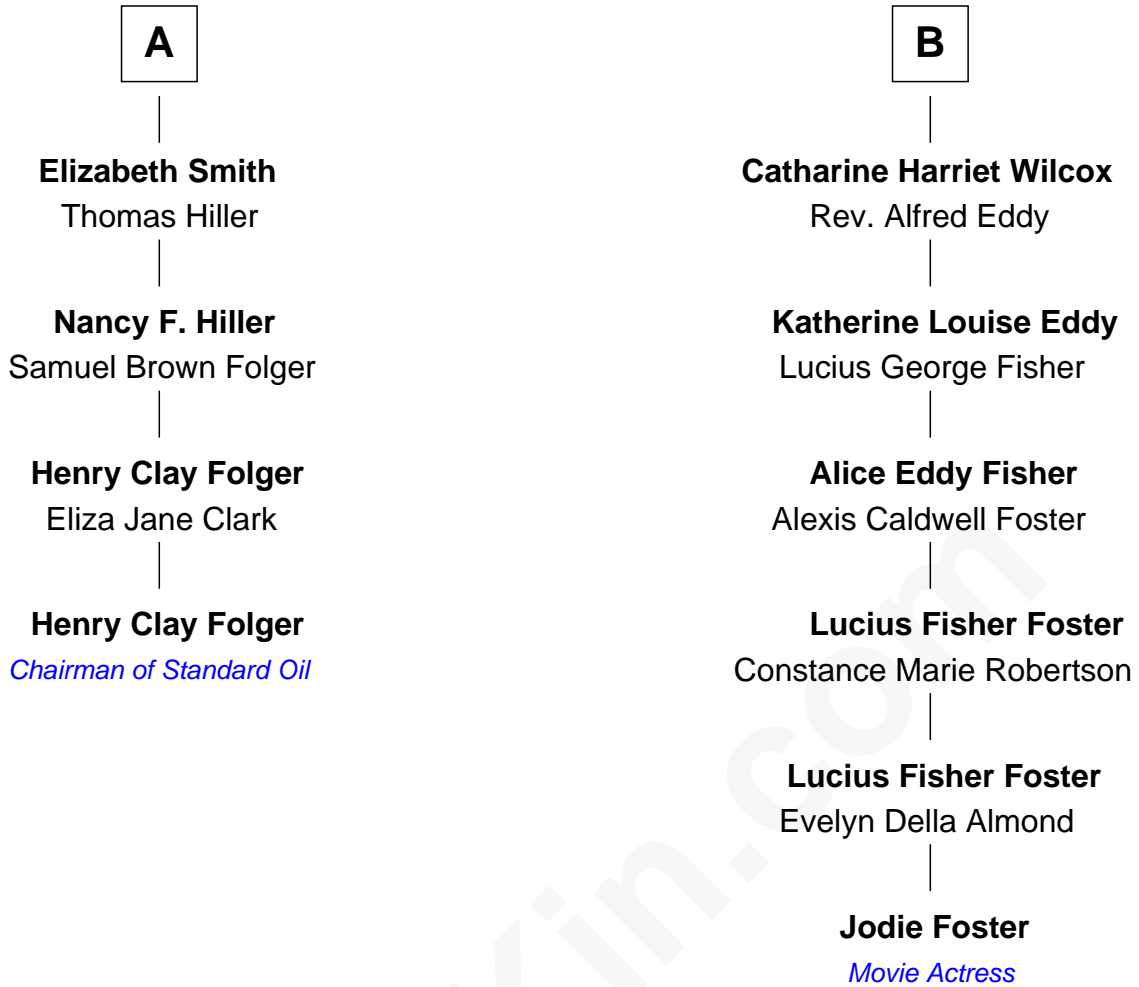 A
Elizabeth Smith
Thomas Hiller
Nancy F. Hiller
Samuel Brown Folger
Henry Clay Folger
Eliza Jane Clark
Henry Clay Folger
Chairman of Standard Oil
B
Catharine Harriet Wilcox
Rev. Alfred Eddy
Katherine Louise Eddy
Lucius George Fisher
Alice Eddy Fisher
Alexis Caldwell Foster
Lucius Fisher Foster
Constance Marie Robertson
Lucius Fisher Foster
Evelyn Della Almond
Jodie Foster
Movie Actress
Kin.com